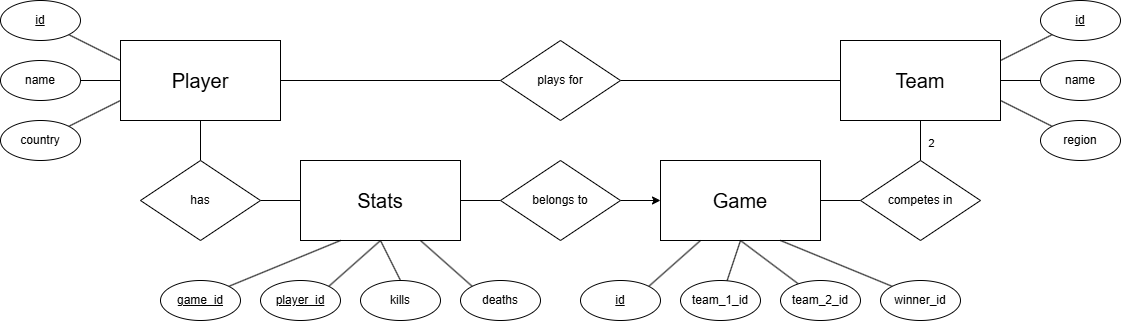 id
id
Player
plays for
Team
name
name
country
region
2
has
Stats
belongs to
Game
competes in
game_id
player_id
kills
deaths
id
team_1_id
team_2_id
winner_id